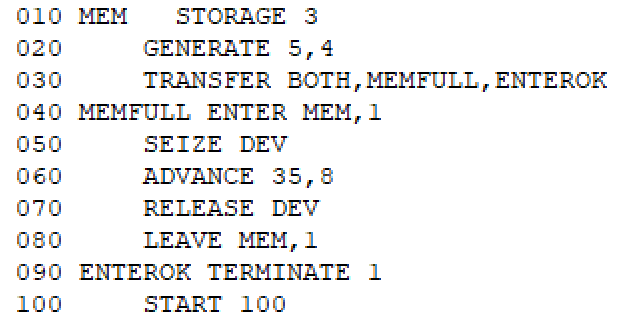 010 MEM   STORAGE 3
020      GENERATE 5,4
030      TRANSFER BOTH,MEMFULL,ENTEROK
040 MEMFULL ENTER MEM,1
050      SEIZE DEV
060      ADVANCE 35,8
070      RELEASE DEV
080      LEAVE MEM,1
090 ENTEROK TERMINATE 1
100      START 100